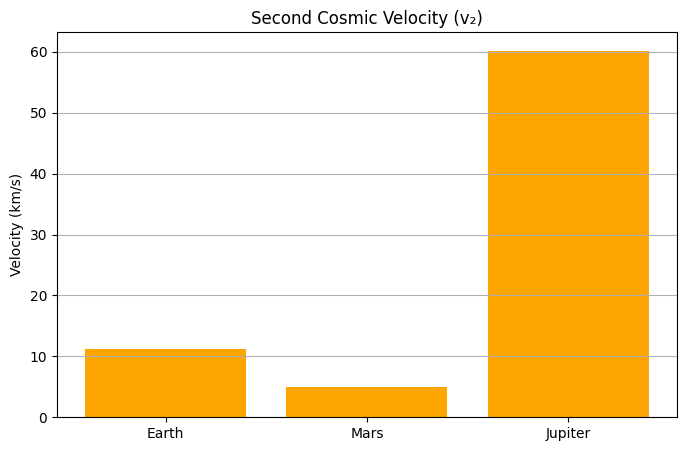 Second Cosmic Velocity (v₂)
Velocity (km/s)
60
50
40
30
20
10
0
Earth
Mars
Jupiter